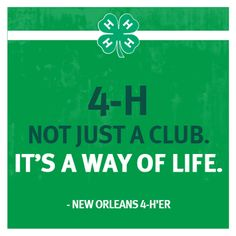 H H
H H
4-H
NOT JUST A CLUB.
IT'S A WAY OF LIFE.
- NEW ORLEANS 4-H'ER